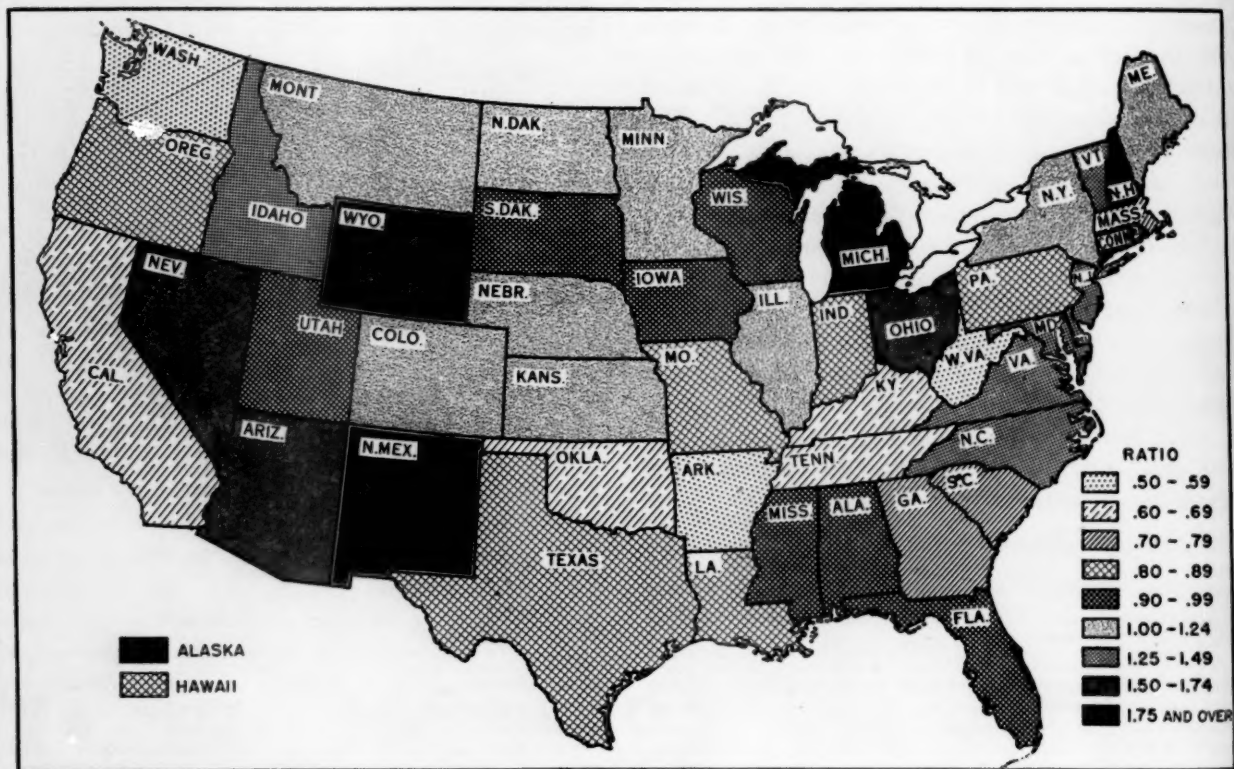 WASH
OREG.
CAL.
NEV.
IDAHO
MONT.
WYO.
UTAH
ARIZ.
COLO.
N.MEX.
N.DAK.
S.DAK.
NEBR.
KANS.
OKLA.
TEXAS
MINN.
IOWA
MO.
ARK.
LA.
WIS.
ILL.
MICH.
IND.
OHIO
KY.
TENN.
MISS.
ALA.
GA.
FLA.
S.C.
N.C.
VA.
W.VA.
MD.
PA.
N.J.
N.Y.
CONN.
MASS.
VT.
N.H.
ME.
ALASKA
HAWAII
RATIO
.50 - .59
.60 - .69
.70 - .79
.80 - .89
.90 - .99
1.00 - 1.24
1.25 - 1.49
1.50 - 1.74
1.75 AND OVER